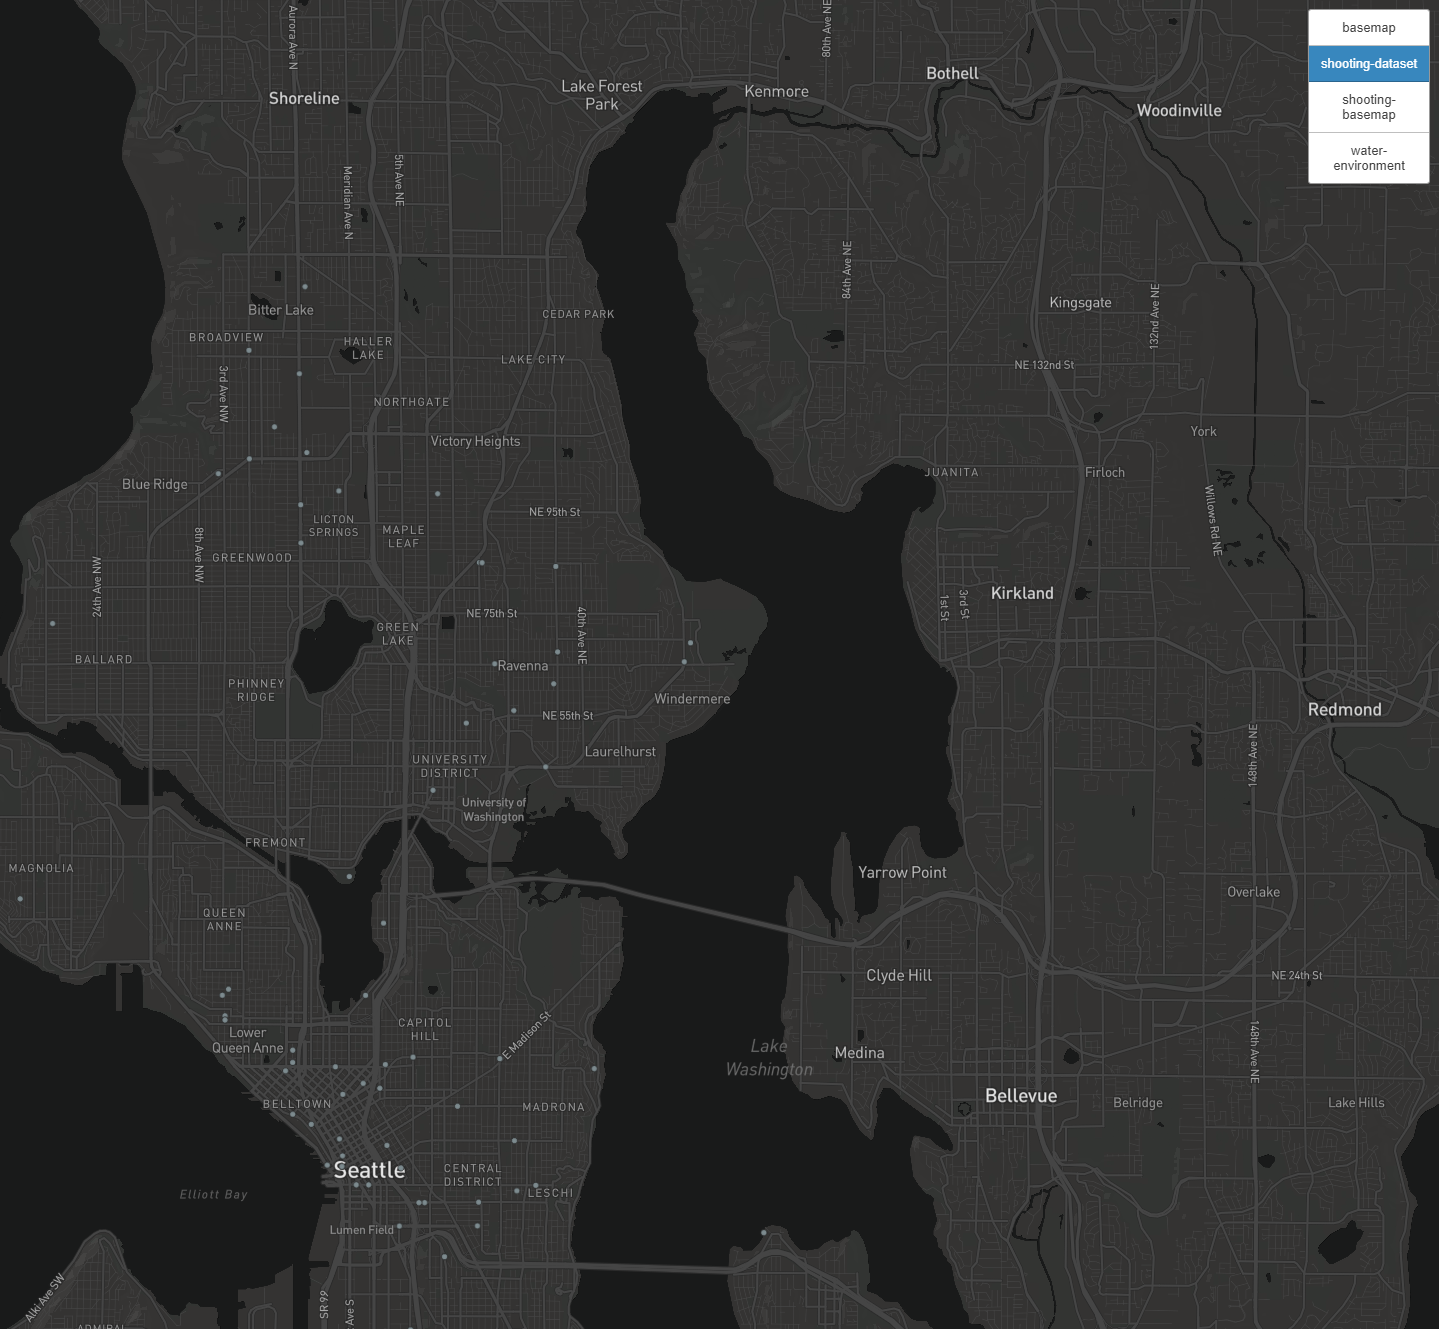 basemap
shooting-dataset
shooting-
basemap
water-
environment
Aurora Ave N
80th Ave NE
Bothell
Lake Forest
Park
Kenmore
Shoreline
Woodinville
Meridian Ave N
5th Ave NE
84th Ave NE
Bitter Lake
Kingsgate
132nd Ave NE
CEDAR PARK
BROADVIEW
HALLER
LAKE
LAKE CITY
NE 132nd St
3rd Ave NW
NORTHGATE
Victory Heights
York
Blue Ridge
JUANITA
Firloch
NE 95th St
LICTON
SPRINGS
MAPLE
LEAF
Willows Rd NE
8th Ave NW
GREENWOOD
24th Ave NW
Kirkland
1st St
3rd St
NE 75th St
40th Ave NE
GREEN
LAKE
BALLARD
Ravenna
PHINNEY
RIDGE
Windermere
Redmond
NE 55th St
148th Ave NE
Laurelhurst
UNIVERSITY
DISTRICT
University of
Washington
FREMONT
MAGNOLIA
Yarrow Point
Overlake
QUEEN
ANNE
Clyde Hill
NE 24th St
CAPITOL
HILL
E Madison St
Lower
Queen Anne
Lake
Washington
Medina
148th Ave NE
BELLTOWN
MADRONA
Bellevue
Belridge
Lake Hills
Seattle
CENTRAL
DISTRICT
LESCHI
Elliott Bay
Lumen Field
Alki Ave SW
SR 99
Ave S
ADMIRAL